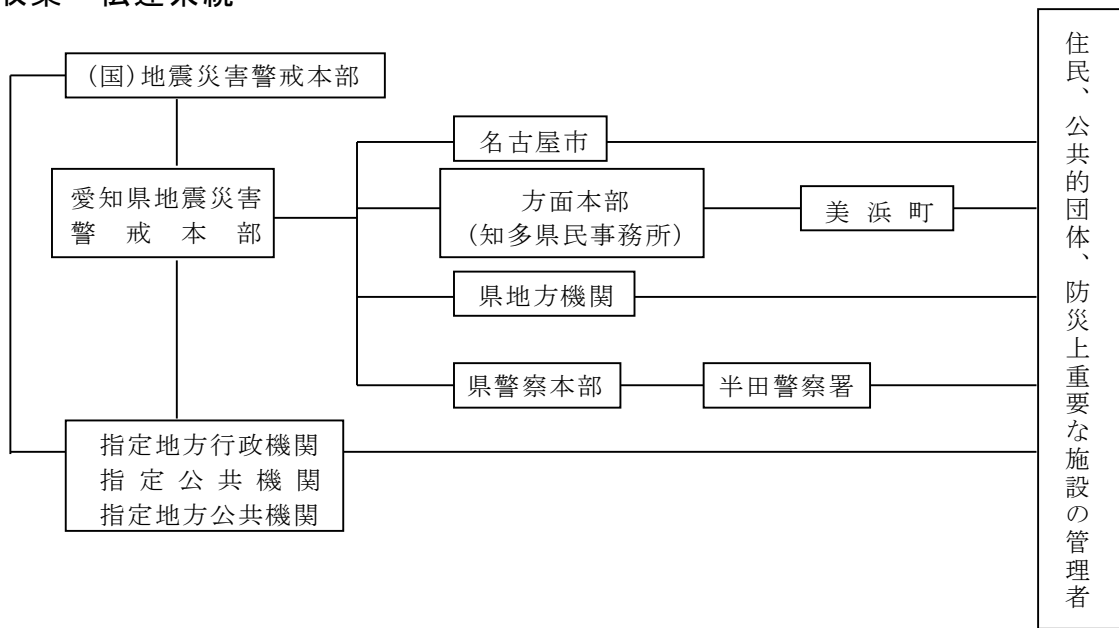 (国)地震災害警戒本部
愛知県地震災害
警戒本部
名古屋市
方面本部
(知多県民事務所)
美浜町
県地方機関
県警察本部
半田警察署
指定地方行政機関
指定公共機関
指定地方公共機関
住民、公共的団体、防災上重要な施設の管理者